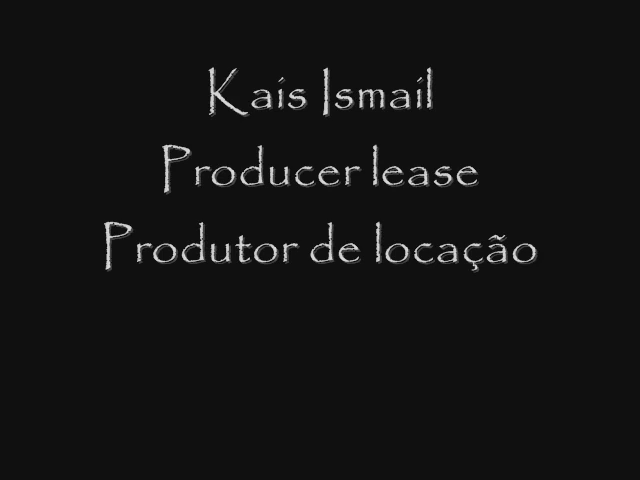 Kais Ismail
Producer lease
Produtor de locação